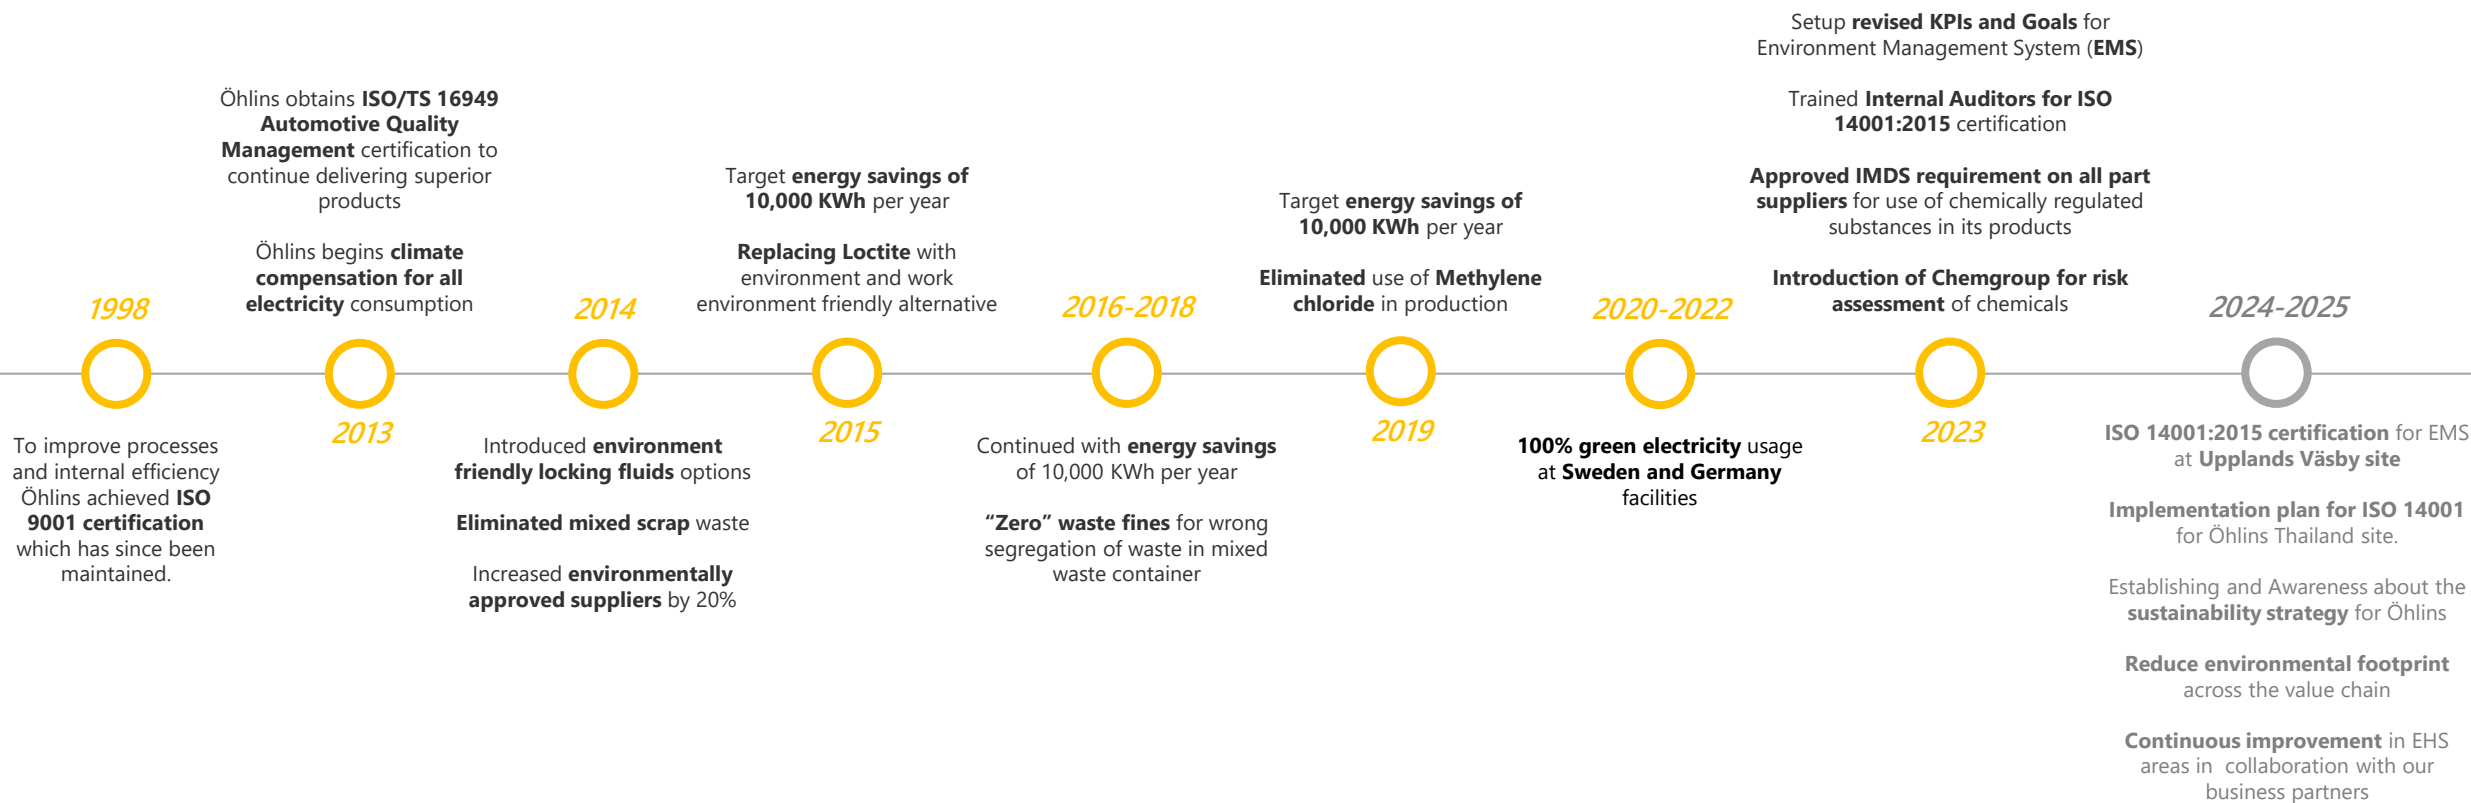 1998
To improve processes
and internal efficiency
Öhlins achieved ISO
9001 certification
which has since been
maintained.
Öhlins obtains ISO/TS 16949
Automotive Quality
Management certification to
continue delivering superior
products
Öhlins begins climate
compensation for all
electricity consumption
2013
2014
Introduced environment
friendly locking fluids options
Eliminated mixed scrap waste
Increased environmentally
approved suppliers by 20%
Target energy savings of
10,000 KWh per year
Replacing Loctite with
environment and work
environment friendly alternative
2015
2016-2018
Continued with energy savings
of 10,000 KWh per year
“Zero” waste fines for wrong
segregation of waste in mixed
waste container
Target energy savings of
10,000 KWh per year
Eliminated use of Methylene
chloride in production
2019
2020-2022
100% green electricity usage
at Sweden and Germany
facilities
Setup revised KPIs and Goals for
Environment Management System (EMS)
Trained Internal Auditors for ISO
14001:2015 certification
Approved IMDS requirement on all part
suppliers for use of chemically regulated
substances in its products
Introduction of Chemgroup for risk
assessment of chemicals
2023
2024-2025
ISO 14001:2015 certification for EMS
at Upplands Väsby site
Implementation plan for ISO 14001
for Öhlins Thailand site.
Establishing and Awareness about the
sustainability strategy for Öhlins
Reduce environmental footprint
across the value chain
Continuous improvement in EHS
areas in  collaboration with our
business partners